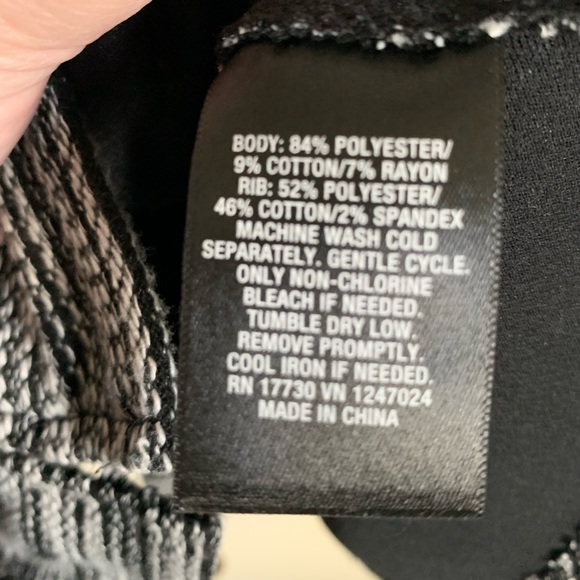 BODY: 84% POLYESTER/
9% COTTON/7% RAYON
RIB: 52% POLYESTER/
46% COTTON/2% SPANDEX
MACHINE WASH COLD
SEPARATELY. GENTLE CYCLE.
ONLY NON-CHLORINE
BLEACH IF NEEDED.
TUMBLE DRY LOW.
REMOVE PROMPTLY.
COOL IRON IF NEEDED.
RN 17730 VN 1247024
MADE IN CHINA